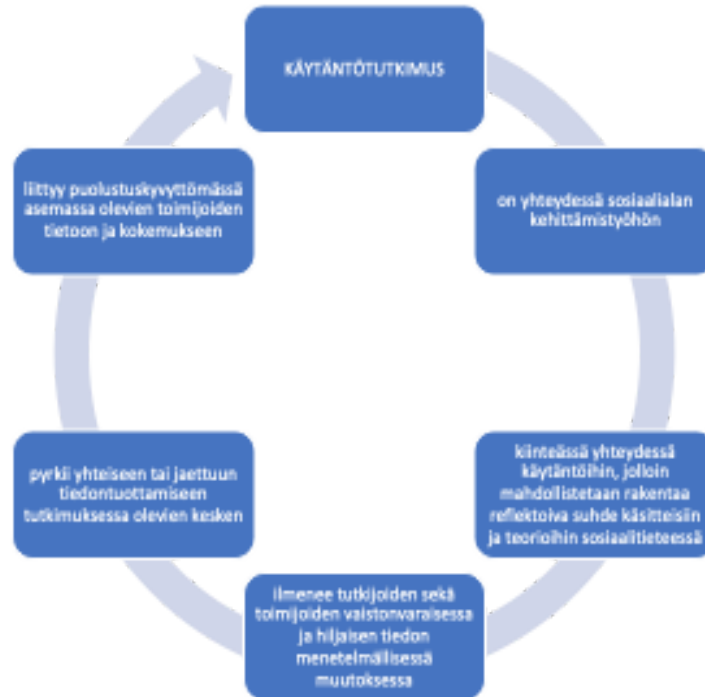 KÄYTÄNTÖTUTKIMUS
on yhteydessä sosiaalialan
kehittämistyöhön
kiinteässä yhteydessä
käytäntöihin, jolloin
mahdollistetaan rakentaa
reflektoiva suhde käsitteisiin
ja teorioihin sosiaalitieteessä
ilmenee tutkijoiden sekä
toimijoiden vaistonvaraisessa
ja hiljaisen tiedon
menetelmällisessä
muutoksessa
pyrkii yhteiseen tai jaettuun
tiedontuottamiseen
tutkimuksessa olevien kesken
liittyy puolustuskyvyttömässä
asemassa olevien toimijoiden
tietoon ja kokemukseen